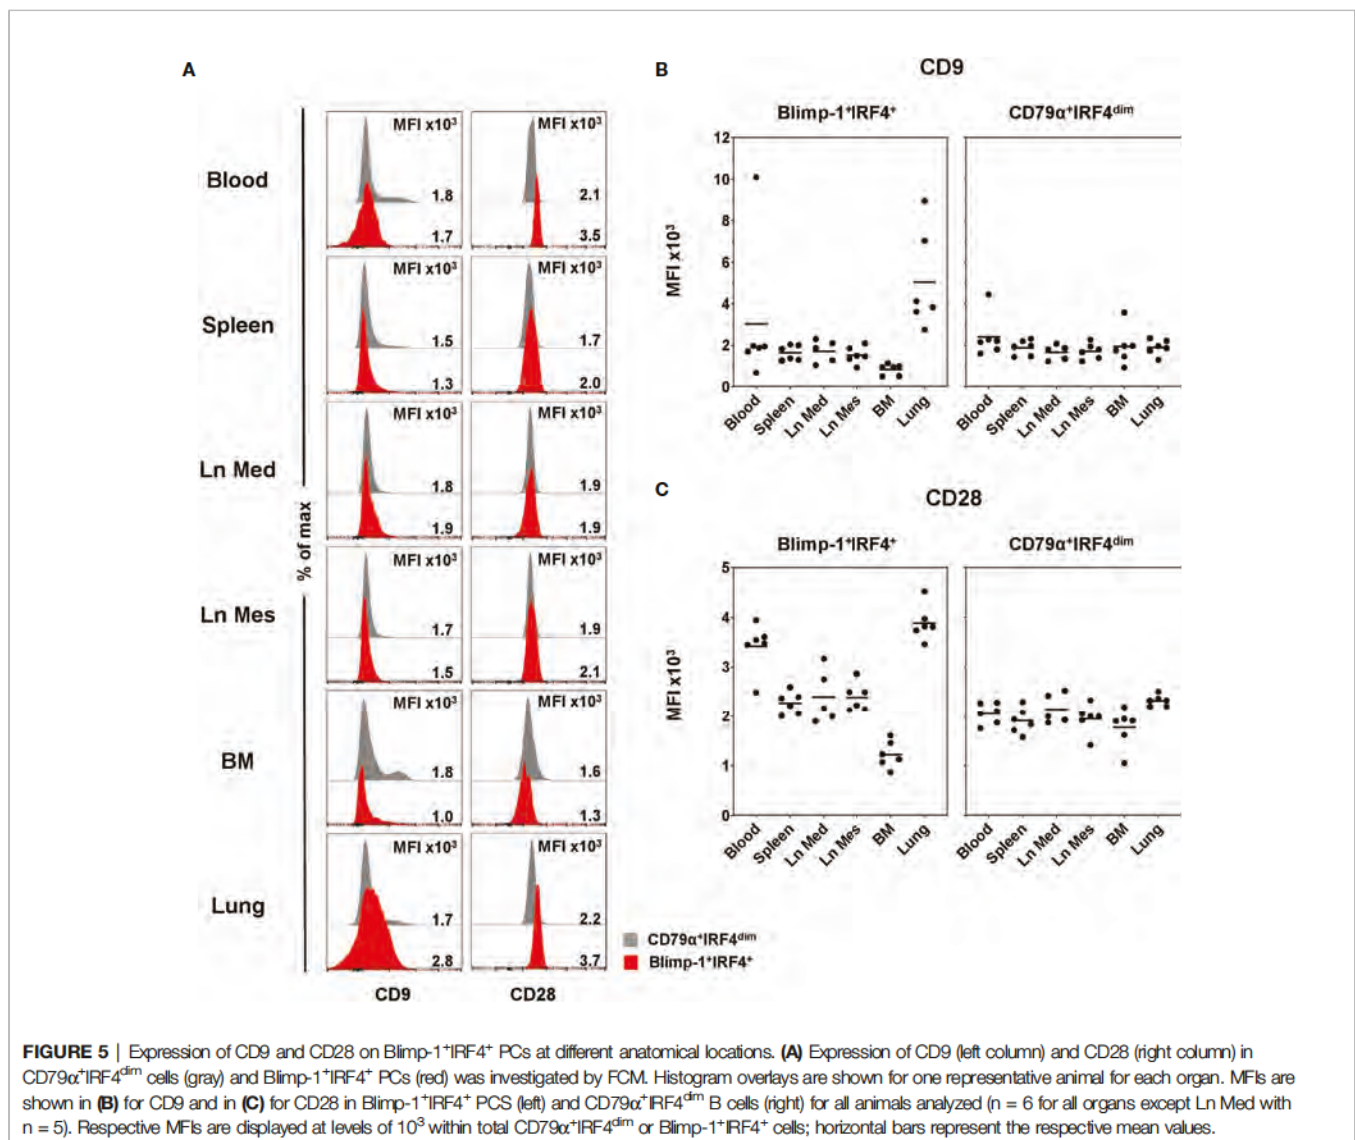 A
Blood
MFI x10³
1.8
1.7
MFI x10³
2.1
3.5
Spleen
MFI x10³
1.5
1.3
MFI x10³
1.7
2.0
Ln Med
MFI x10³
1.8
1.9
MFI x10³
1.9
1.9
% of max
Ln Mes
MFI x10³
1.7
1.5
MFI x10³
1.9
2.1
BM
MFI x10³
1.8
1.0
MFI x10³
1.6
1.3
Lung
MFI x10³
1.7
2.8
MFI x10³
2.2
3.7
CD9
CD28
CD79α⁺IRF4ᵈⁱᵐ
Blimp-1⁺IRF4⁺
B
CD9
Blimp-1⁺IRF4⁺
CD79α⁺IRF4ᵈⁱᵐ
MFI x10³
12
10
8
6
4
2
0
Blood
Spleen
Ln Med
Ln Mes
BM
Lung
Blood
Spleen
Ln Med
Ln Mes
BM
Lung
C
CD28
Blimp-1⁺IRF4⁺
CD79α⁺IRF4ᵈⁱᵐ
MFI x10³
5
4
3
2
1
0
Blood
Spleen
Ln Med
Ln Mes
BM
Lung
Blood
Spleen
Ln Med
Ln Mes
BM
Lung
FIGURE 5 | Expression of CD9 and CD28 on Blimp-1⁺IRF4⁺ PCs at different anatomical locations. (A) Expression of CD9 (left column) and CD28 (right column) in
CD79α⁺IRF4ᵈⁱᵐ cells (gray) and Blimp-1⁺IRF4⁺ PCs (red) was investigated by FCM. Histogram overlays are shown for one representative animal for each organ. MFIs are
shown in (B) for CD9 and in (C) for CD28 in Blimp-1⁺IRF4⁺ PCS (left) and CD79α⁺IRF4ᵈⁱᵐ B cells (right) for all animals analyzed (n = 6 for all organs except Ln Med with
n = 5). Respective MFIs are displayed at levels of 10³ within total CD79α⁺IRF4ᵈⁱᵐ or Blimp-1⁺IRF4⁺ cells; horizontal bars represent the respective mean values.